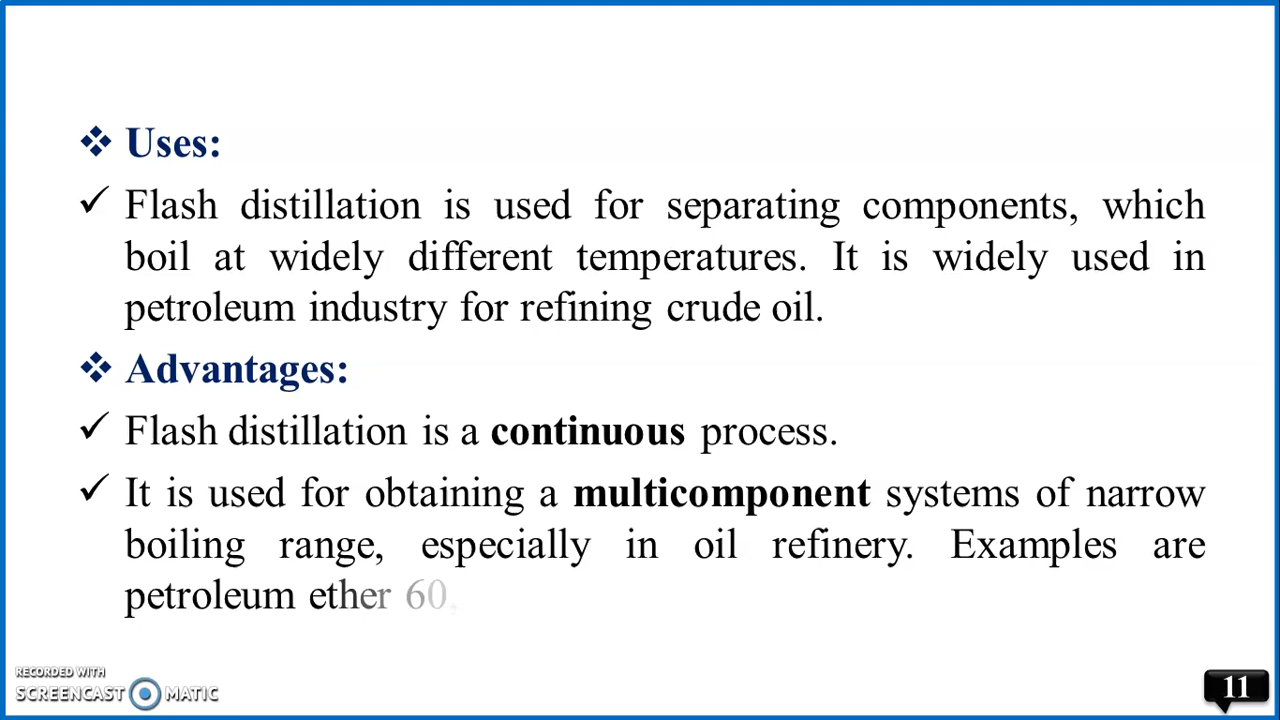 ❖ Uses:
✓ Flash distillation is used for separating components, which
boil at widely different temperatures. It is widely used in
petroleum industry for refining crude oil.
❖ Advantages:
✓ Flash distillation is a continuous process.
✓ It is used for obtaining a multicomponent systems of narrow
boiling range, especially in oil refinery. Examples are
petroleum ether 60,
RECORDED WITH
SCREENCAST MATIC
11